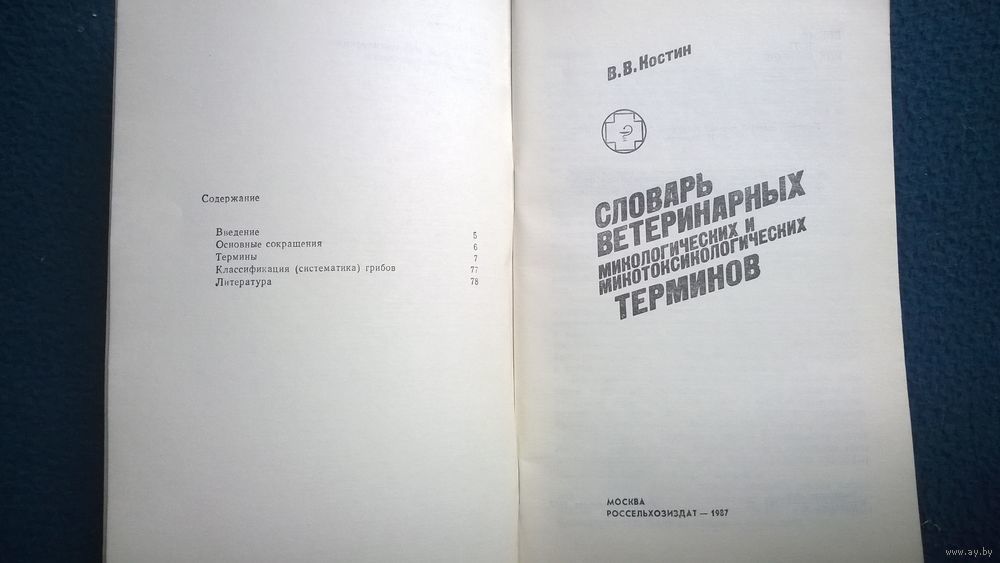 Содержание
Введение 5
Основные сокращения 6
Термины 7
Классификация (систематика) грибов 77
Литература 78
В. В. Костин
СЛОВАРЬ
ВЕТЕРИНАРНЫХ
МИКОЛОГИЧЕСКИХ И
МИКОТОКСИКОЛОГИЧЕСКИХ
ТЕРМИНОВ
МОСКВА
РОССЕЛЬХОЗИЗДАТ — 1987
www.ay.by